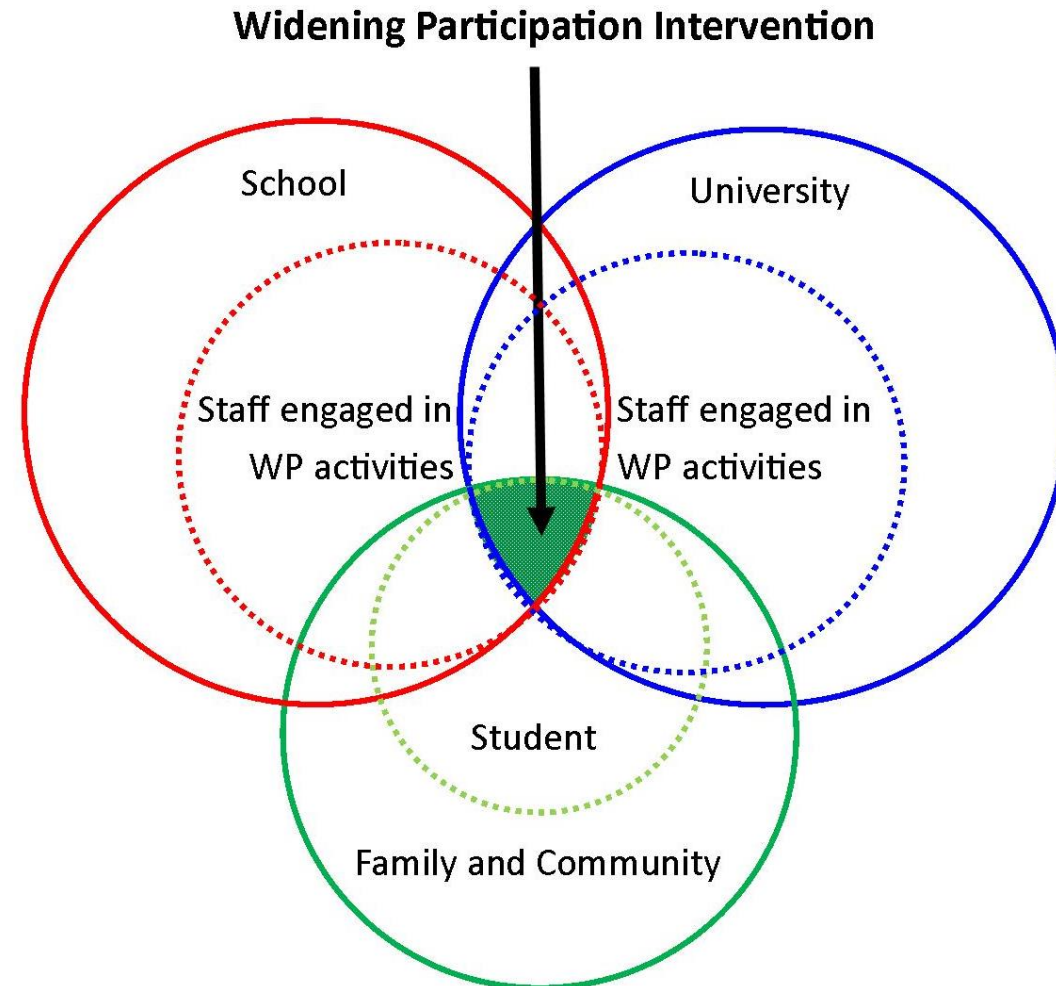 Widening Participation Intervention
School
University
Staff engaged in
WP activities
Staff engaged in
WP activities
Student
Family and Community